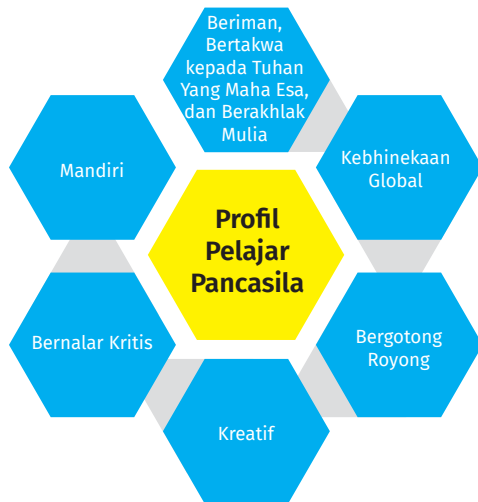 Beriman,
Bertakwa
kepada Tuhan
Yang Maha Esa,
dan Berakhlak
Mulia
Kebhinekaan
Global
Bergotong
Royong
Kreatif
Bernalar Kritis
Mandiri
Profil
Pelajar
Pancasila